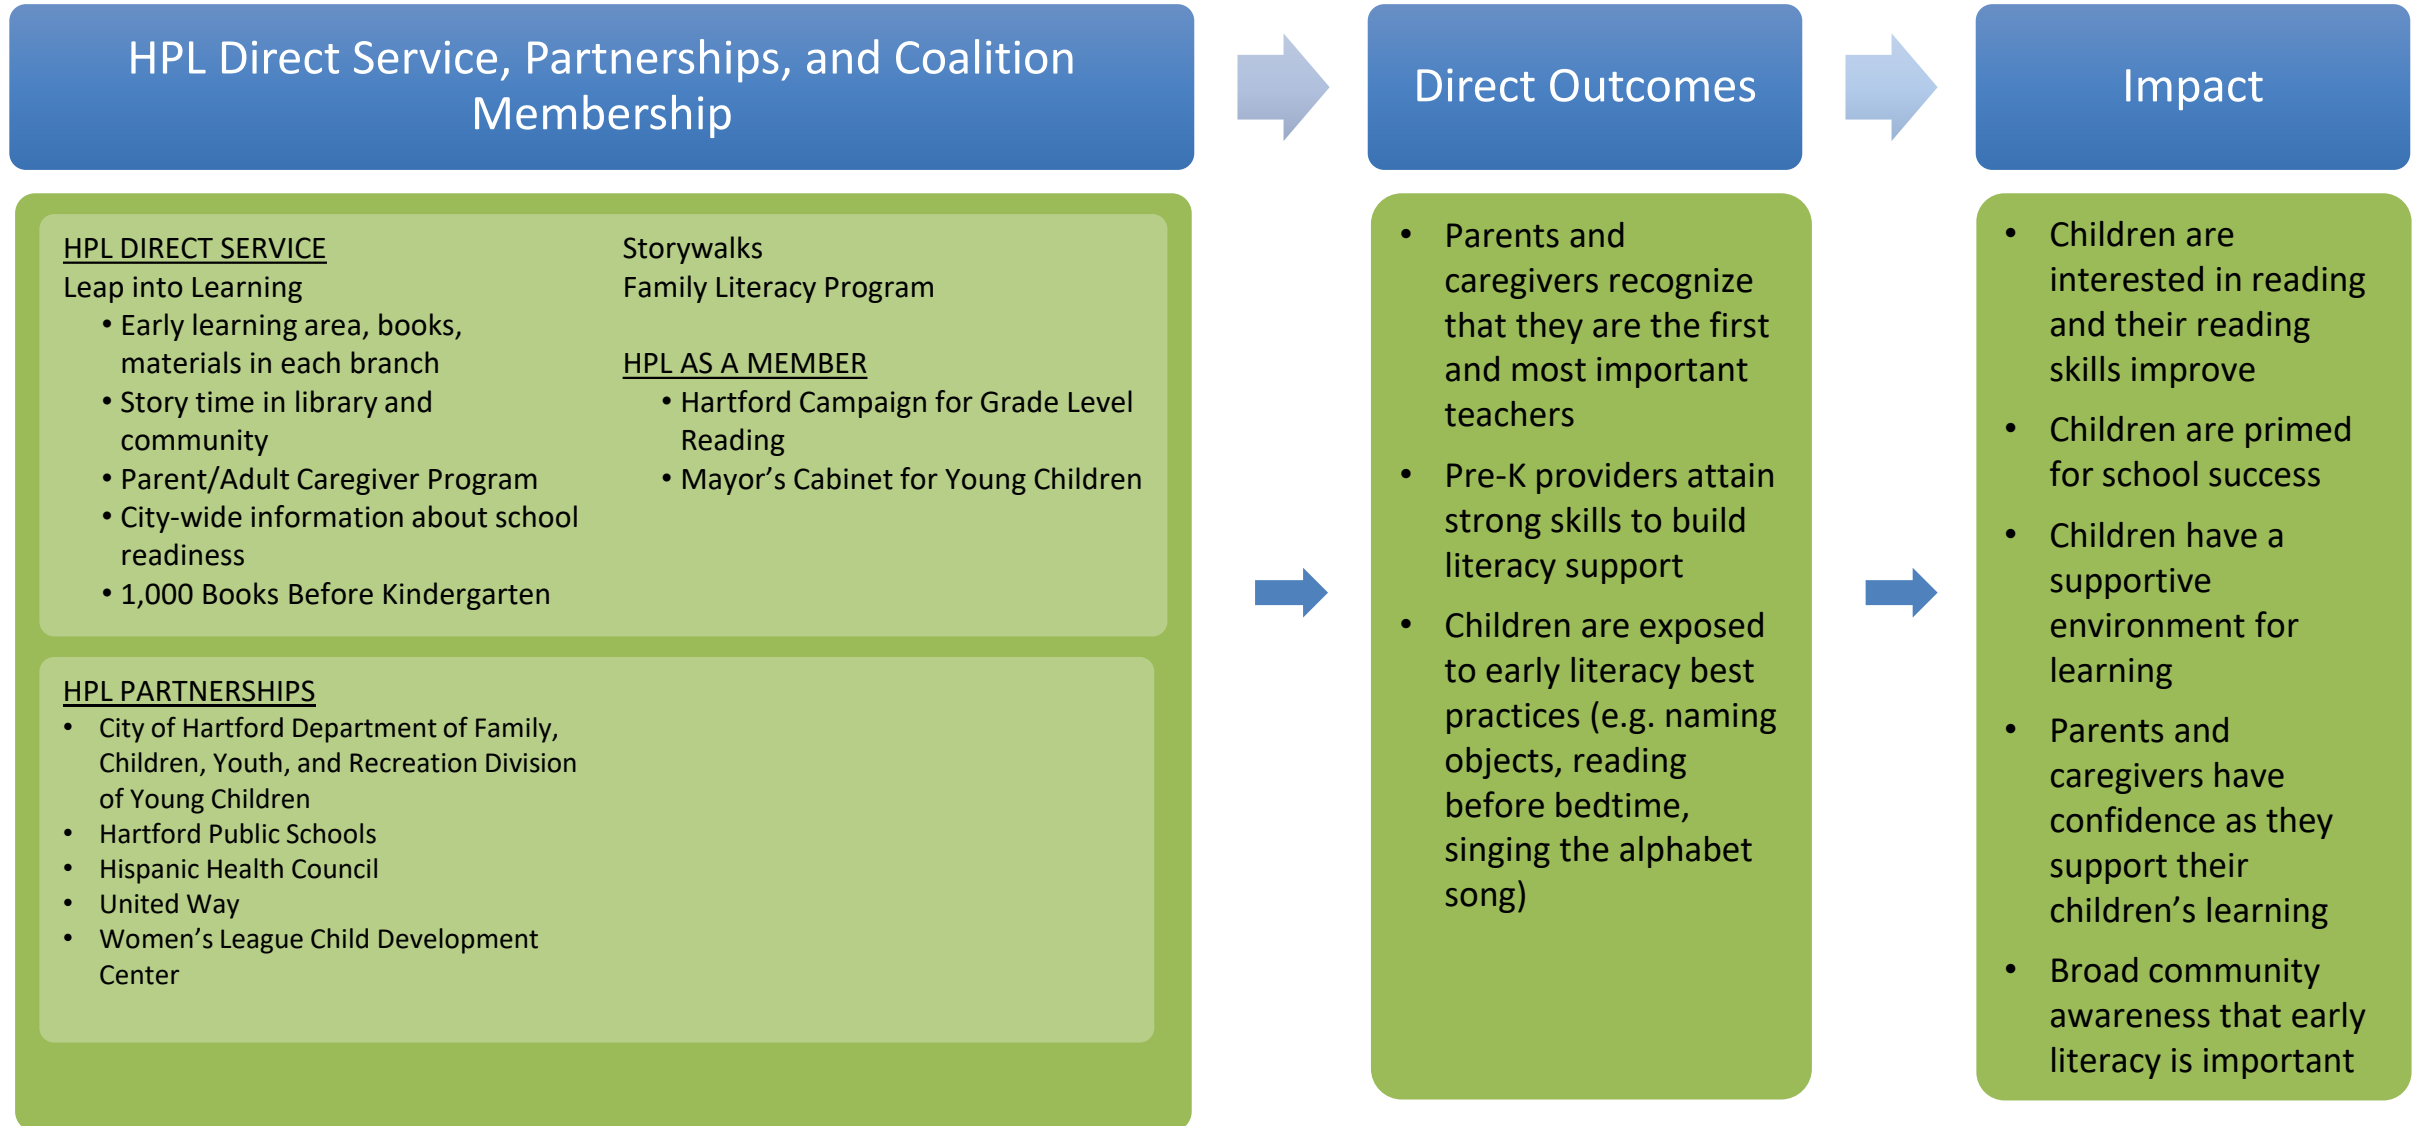 HPL Direct Service, Partnerships, and Coalition
Membership
Direct Outcomes
Impact
HPL DIRECT SERVICE
Leap into Learning
• Early learning area, books,
materials in each branch
• Story time in library and
community
• Parent/Adult Caregiver Program
• City-wide information about school
readiness
• 1,000 Books Before Kindergarten
Storywalks
Family Literacy Program
HPL AS A MEMBER
• Hartford Campaign for Grade Level
Reading
• Mayor’s Cabinet for Young Children
HPL PARTNERSHIPS
• City of Hartford Department of Family,
Children, Youth, and Recreation Division
of Young Children
• Hartford Public Schools
• Hispanic Health Council
• United Way
• Women’s League Child Development
Center
• Parents and
caregivers recognize
that they are the first
and most important
teachers
• Pre-K providers attain
strong skills to build
literacy support
• Children are exposed
to early literacy best
practices (e.g. naming
objects, reading
before bedtime,
singing the alphabet
song)
• Children are
interested in reading
and their reading
skills improve
• Children are primed
for school success
• Children have a
supportive
environment for
learning
• Parents and
caregivers have
confidence as they
support their
children’s learning
• Broad community
awareness that early
literacy is important